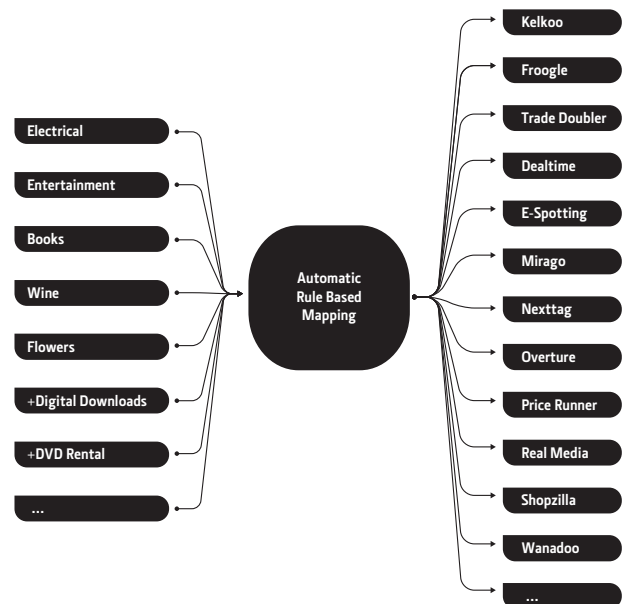 Electrical
Entertainment
Books
Wine
Flowers
+Digital Downloads
+DVD Rental
...
Automatic
Rule Based
Mapping
Kelkoo
Froogle
Trade Doubler
Dealtime
E-Spotting
Mirago
Nexttag
Overture
Price Runner
Real Media
Shopzilla
Wanadoo
...